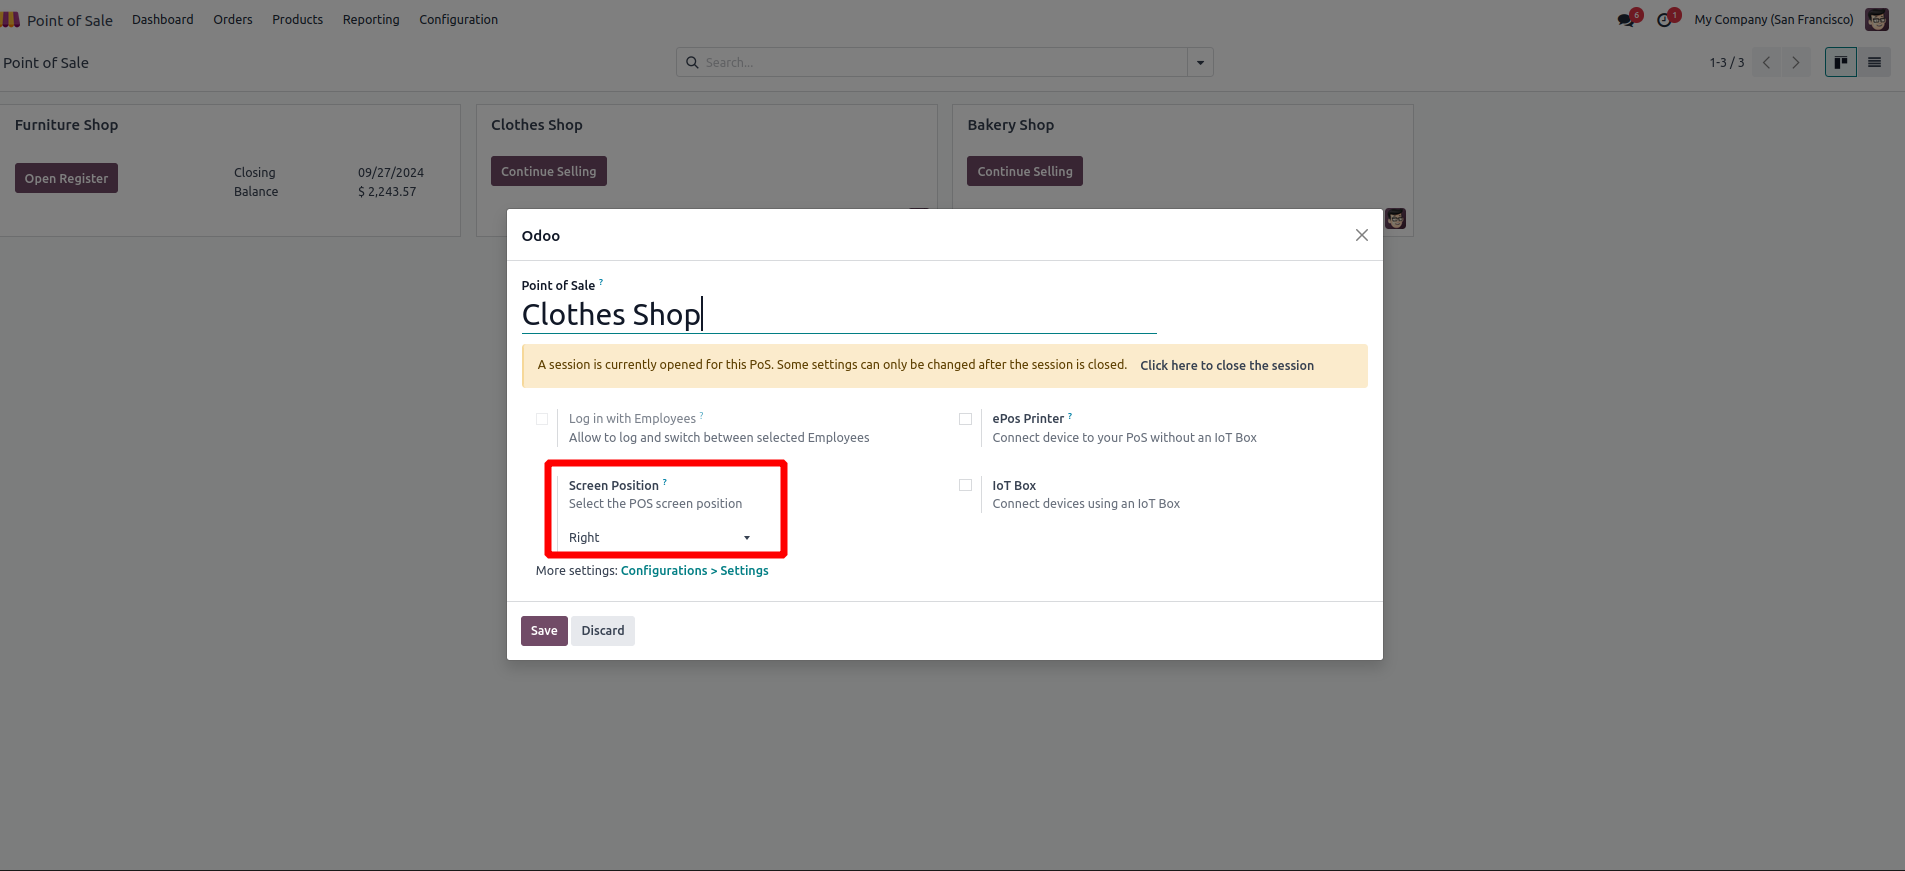 Point of Sale Dashboard Orders Products Reporting Configuration 6 1 My Company (San Francisco)
Point of Sale Search... 1-3 / 3
Furniture Shop Clothes Shop Bakery Shop
Open Register Closing 09/27/2024 Continue Selling Continue Selling
Balance $ 2,243.57
Odoo
Point of Sale ?
Clothes Shop
A session is currently opened for this PoS. Some settings can only be changed after the session is closed. Click here to close the session
Log in with Employees ? ePos Printer ?
Allow to log and switch between selected Employees Connect device to your PoS without an IoT Box
Screen Position ? IoT Box
Select the POS screen position Connect devices using an IoT Box
Right
More settings: Configurations > Settings
Save Discard